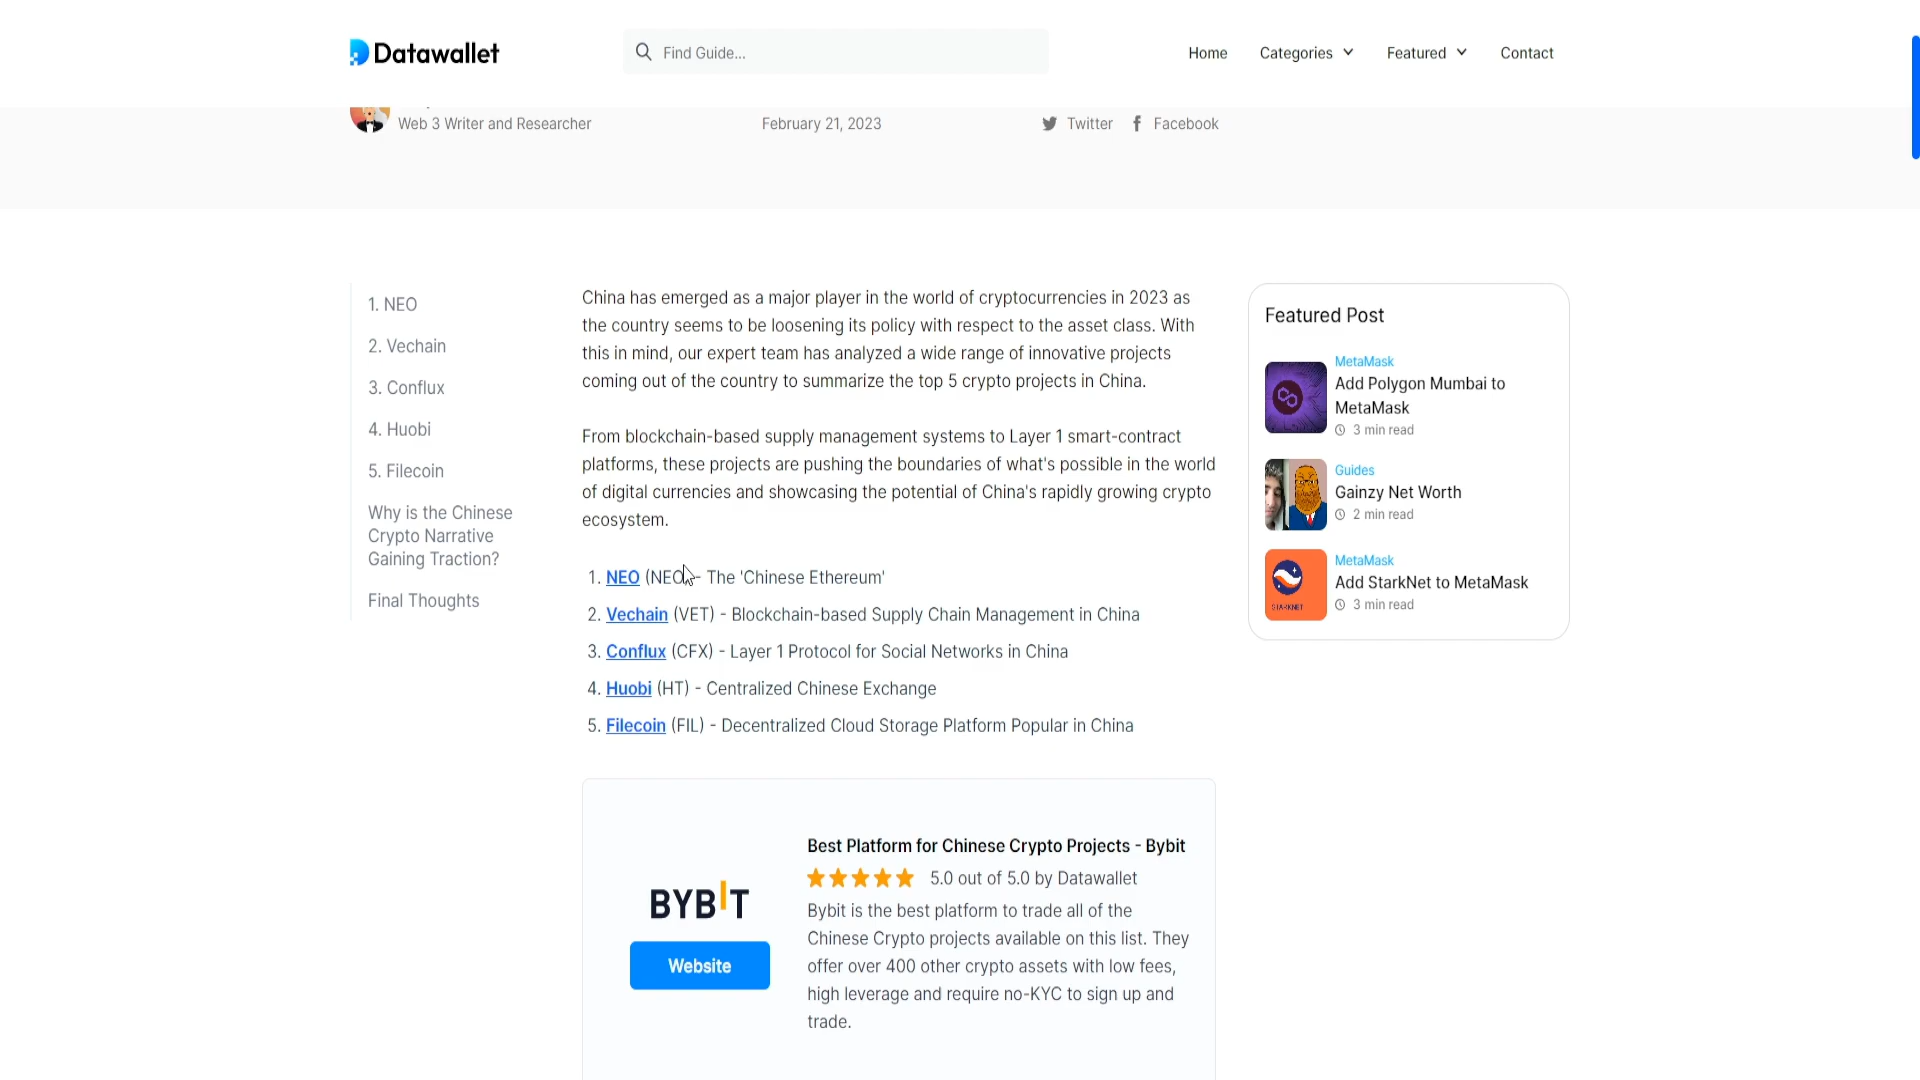 Datawallet
Find Guide...
Home
Categories
Featured
Contact
Web 3 Writer and Researcher
February 21, 2023
Twitter
Facebook
1. NEO
2. Vechain
3. Conflux
4. Huobi
5. Filecoin
Why is the Chinese
Crypto Narrative
Gaining Traction?
Final Thoughts
China has emerged as a major player in the world of cryptocurrencies in 2023 as
the country seems to be loosening its policy with respect to the asset class. With
this in mind, our expert team has analyzed a wide range of innovative projects
coming out of the country to summarize the top 5 crypto projects in China.
From blockchain-based supply management systems to Layer 1 smart-contract
platforms, these projects are pushing the boundaries of what's possible in the world
of digital currencies and showcasing the potential of China's rapidly growing crypto
ecosystem.
1. NEO (NEO) - The 'Chinese Ethereum'
2. Vechain (VET) - Blockchain-based Supply Chain Management in China
3. Conflux (CFX) - Layer 1 Protocol for Social Networks in China
4. Huobi (HT) - Centralized Chinese Exchange
5. Filecoin (FIL) - Decentralized Cloud Storage Platform Popular in China
BYBIT
Website
Best Platform for Chinese Crypto Projects - Bybit
5.0 out of 5.0 by Datawallet
Bybit is the best platform to trade all of the
Chinese Crypto projects available on this list. They
offer over 400 other crypto assets with low fees,
high leverage and require no-KYC to sign up and
trade.
Featured Post
MetaMask
Add Polygon Mumbai to
MetaMask
3 min read
Guides
Gainzy Net Worth
2 min read
STARKNET
MetaMask
Add StarkNet to MetaMask
3 min read